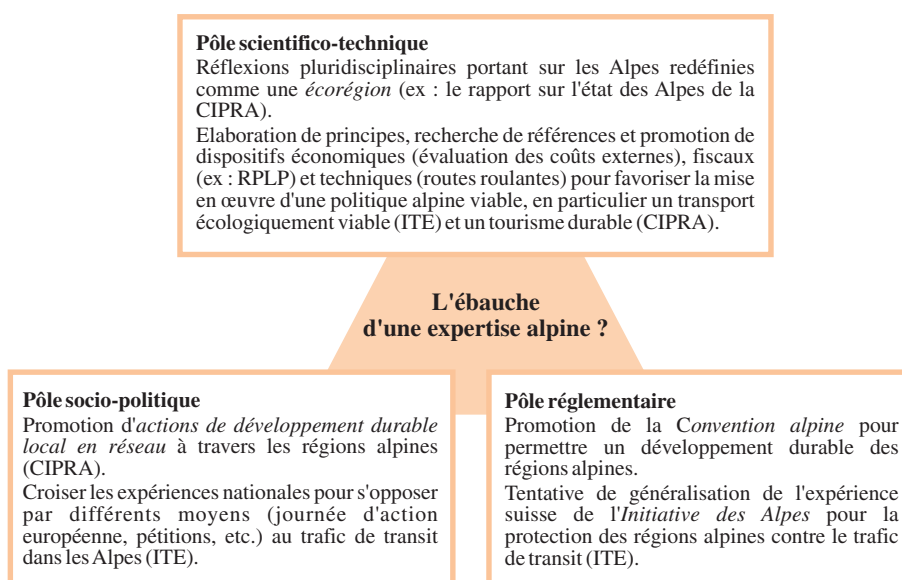 Pôle scientifico-technique
Réflexions pluridisciplinaires portant sur les Alpes redéfinies
comme une écorégion (ex : le rapport sur l'état des Alpes de la
CIPRA).
Elaboration de principes, recherche de références et promotion de
dispositifs économiques (évaluation des coûts externes), fiscaux
(ex : RPLP) et techniques (routes roulantes) pour favoriser la mise
en œuvre d'une politique alpine viable, en particulier un transport
écologiquement viable (ITE) et un tourisme durable (CIPRA).
L'ébauche
d'une expertise alpine ?
Pôle socio-politique
Promotion d'actions de développement durable
local en réseau à travers les régions alpines
(CIPRA).
Croiser les expériences nationales pour s'opposer
par différents moyens (journée d'action
européenne, pétitions, etc.) au trafic de transit
dans les Alpes (ITE).
Pôle réglementaire
Promotion de la Convention alpine pour
permettre un développement durable des
régions alpines.
Tentative de généralisation de l'expérience
suisse de l'Initiative des Alpes pour la
protection des régions alpines contre le trafic
de transit (ITE).